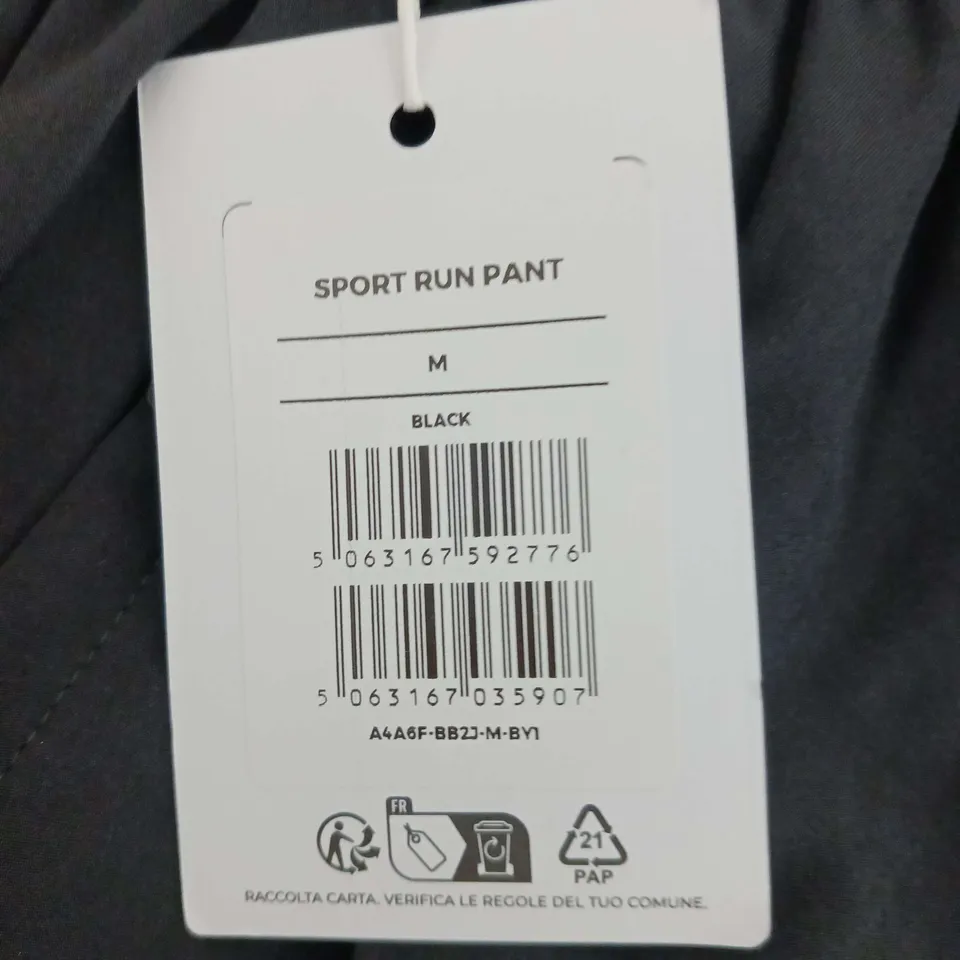 SPORT RUN PANT
M
BLACK
5 063167 592776
5 063167 035907
A4A6F-BB2J-M-BY1
FR
21
PAP
RACCOLTA CARTA. VERIFICA LE REGOLE DEL TUO COMUNE.